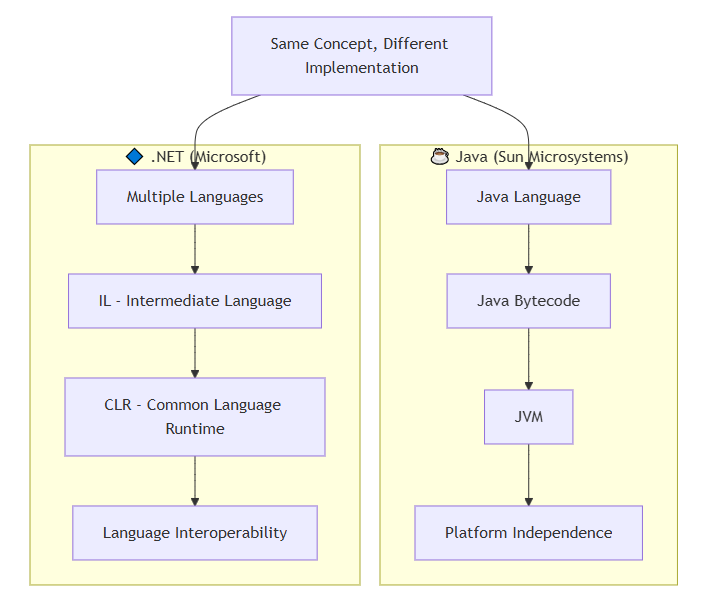 Same Concept, Different
Implementation
.NET (Microsoft)
Multiple Languages
IL - Intermediate Language
CLR - Common Language
Runtime
Language Interoperability
Java (Sun Microsystems)
Java Language
Java Bytecode
JVM
Platform Independence